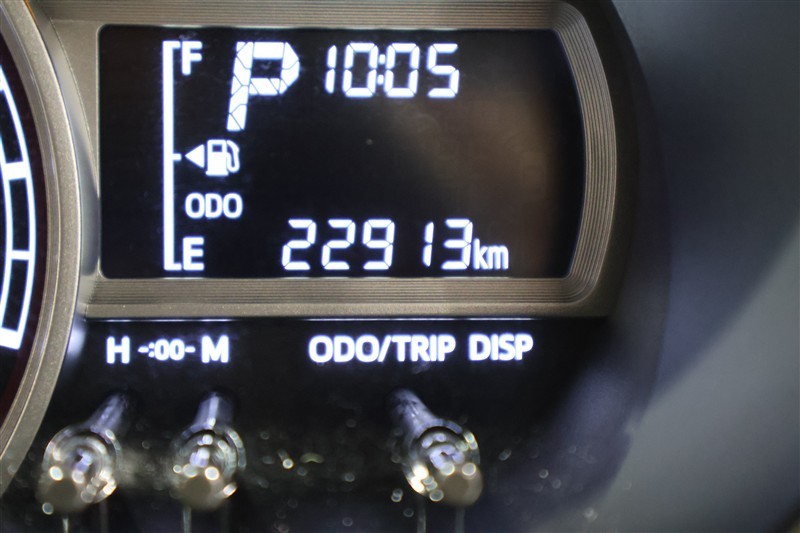 F P 10:05
ODO
E 22913km
H -:00- M ODO/TRIP DISP